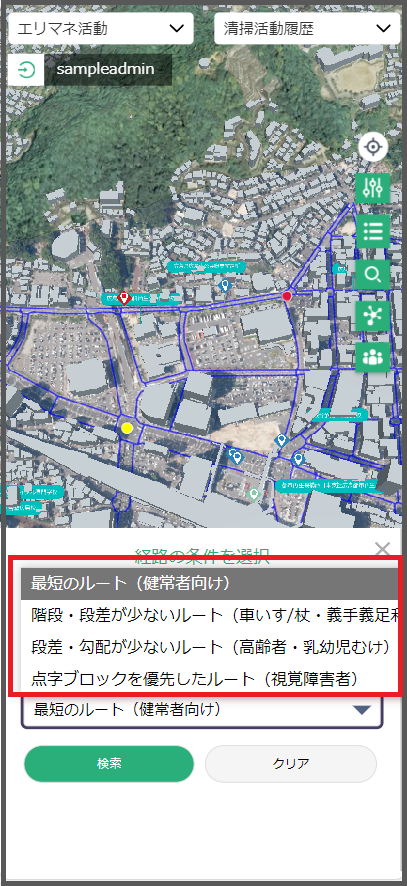 エリマネ活動
清掃活動履歴
sampleadmin
経路の条件を選択
最短のルート（健常者向け）
階段・段差が少ないルート（車いす/杖・義手義足利
段差・勾配が少ないルート（高齢者・乳幼児むけ）
点字ブロックを優先したルート（視覚障害者）
最短のルート（健常者向け）
検索
クリア